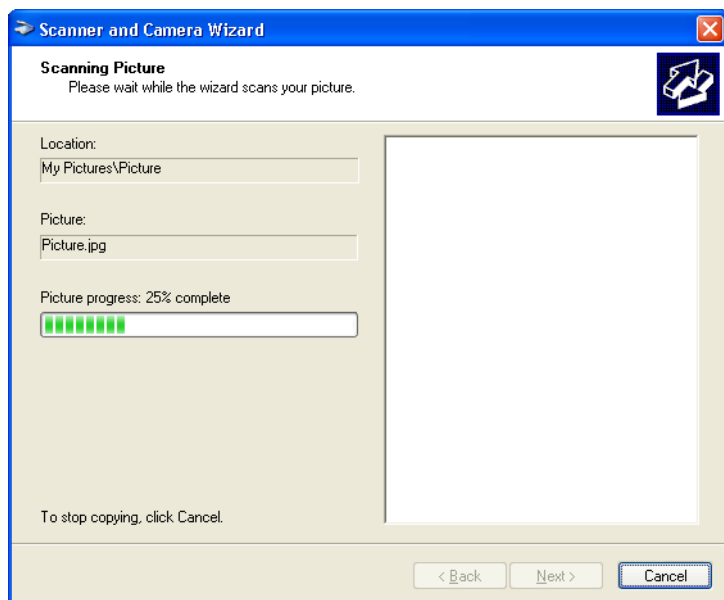 Scanner and Camera Wizard
Scanning Picture
Please wait while the wizard scans your picture.
Location:
My Pictures\Picture
Picture:
Picture.jpg
Picture progress: 25% complete
To stop copying, click Cancel.
< Back
Next >
Cancel